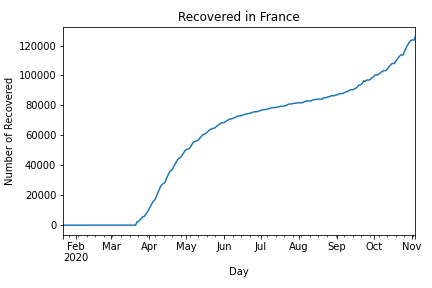 Recovered in France
120000
100000
80000
60000
40000
20000
0
Number of Recovered
Feb Mar Apr May Jun Jul Aug Sep Oct Nov
2020
Day